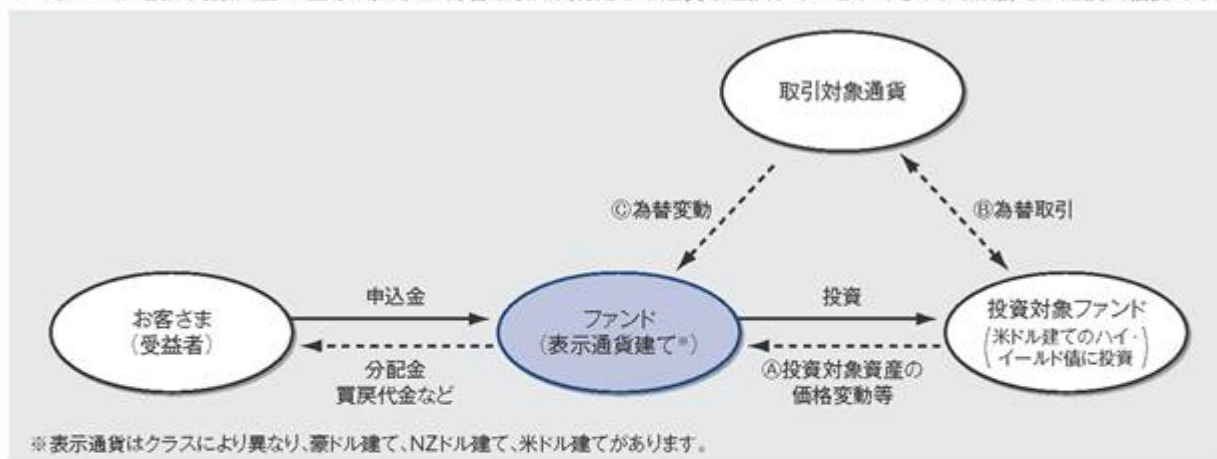 取引対象通貨
Ⓒ為替変動
Ⓑ為替取引
お客さま
(受益者)
申込金
分配金
買戻代金など
ファンド
(表示通貨建て※)
投資
Ⓐ投資対象資産の
価格変動等
投資対象ファンド
(米ドル建てのハイ・
イールド債に投資)
※表示通貨はクラスにより異なり、豪ドル建て、NZドル建て、米ドル建てがあります。